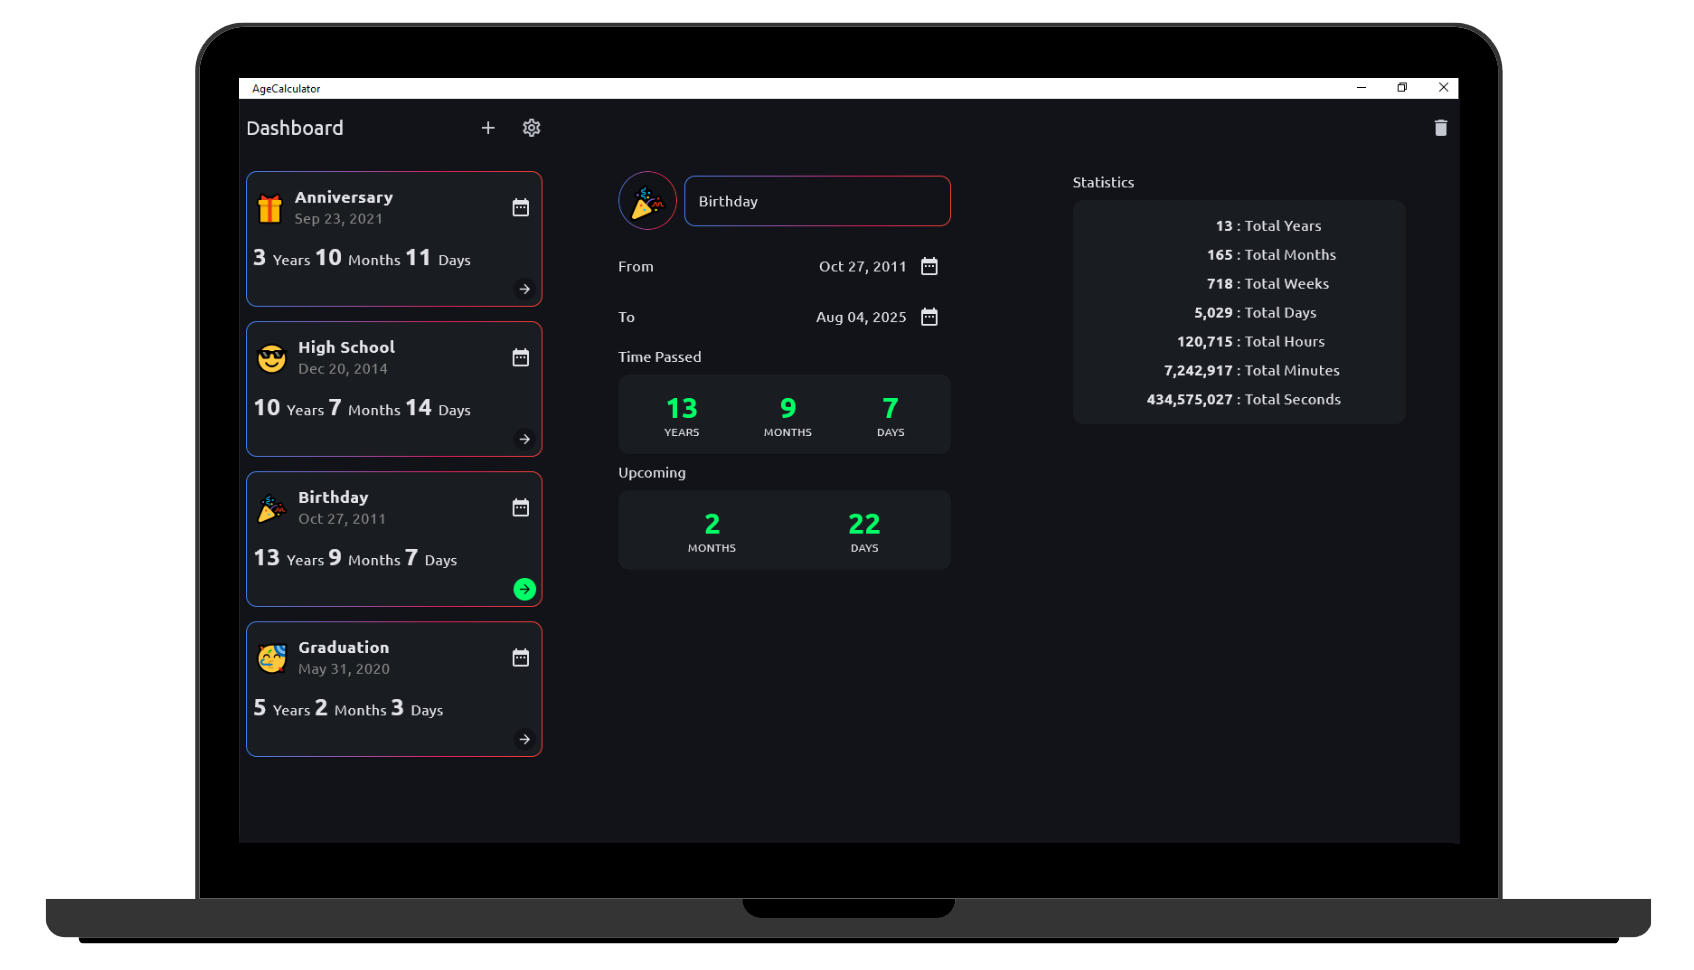 AgeCalculator
Dashboard
Anniversary
Sep 23, 2021
3 Years 10 Months 11 Days
High School
Dec 20, 2014
10 Years 7 Months 14 Days
Birthday
Oct 27, 2011
13 Years 9 Months 7 Days
Graduation
May 31, 2020
5 Years 2 Months 3 Days
Birthday
From Oct 27, 2011
To Aug 04, 2025
Time Passed
13 9 7
YEARS MONTHS DAYS
Upcoming
2 22
MONTHS DAYS
Statistics
13 : Total Years
165 : Total Months
718 : Total Weeks
5,029 : Total Days
120,715 : Total Hours
7,242,917 : Total Minutes
434,575,027 : Total Seconds